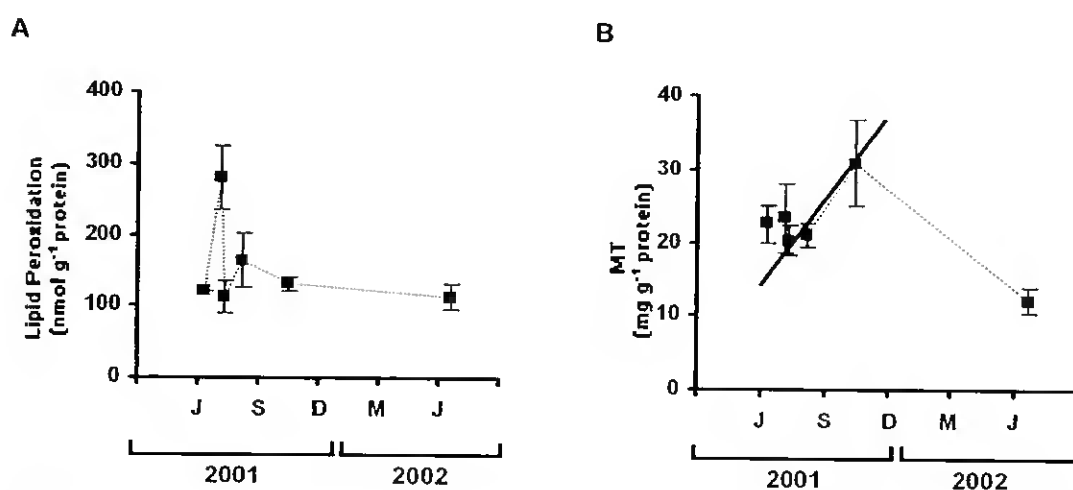 A
Lipid Peroxidation
(nmol g⁻¹ protein)
400
300
200
100
0
J S D M J
2001 2002
B
MT
(mg g⁻¹ protein)
40
30
20
10
0
J S D M J
2001 2002